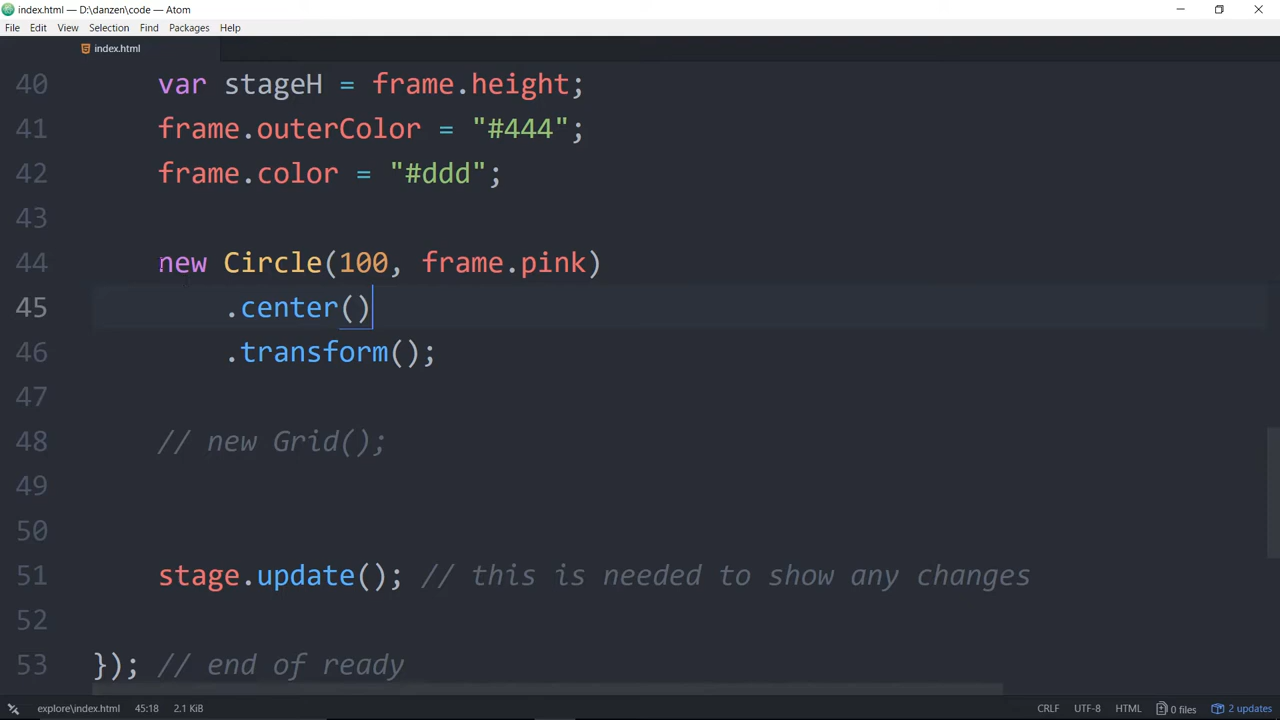 index.html — D:\danzen\code — Atom
File Edit View Selection Find Packages Help
index.html
40 var stageH = frame.height;
41 frame.outerColor = "#444";
42 frame.color = "#ddd";
43
44 new Circle(100, frame.pink)
45 .center()
46 .transform();
47
48 // new Grid();
49
50
51 stage.update(); // this is needed to show any changes
52
53 }); // end of ready
explore\index.html 45:18 2.1 KiB CRLF UTF-8 HTML 0 files 2 updates